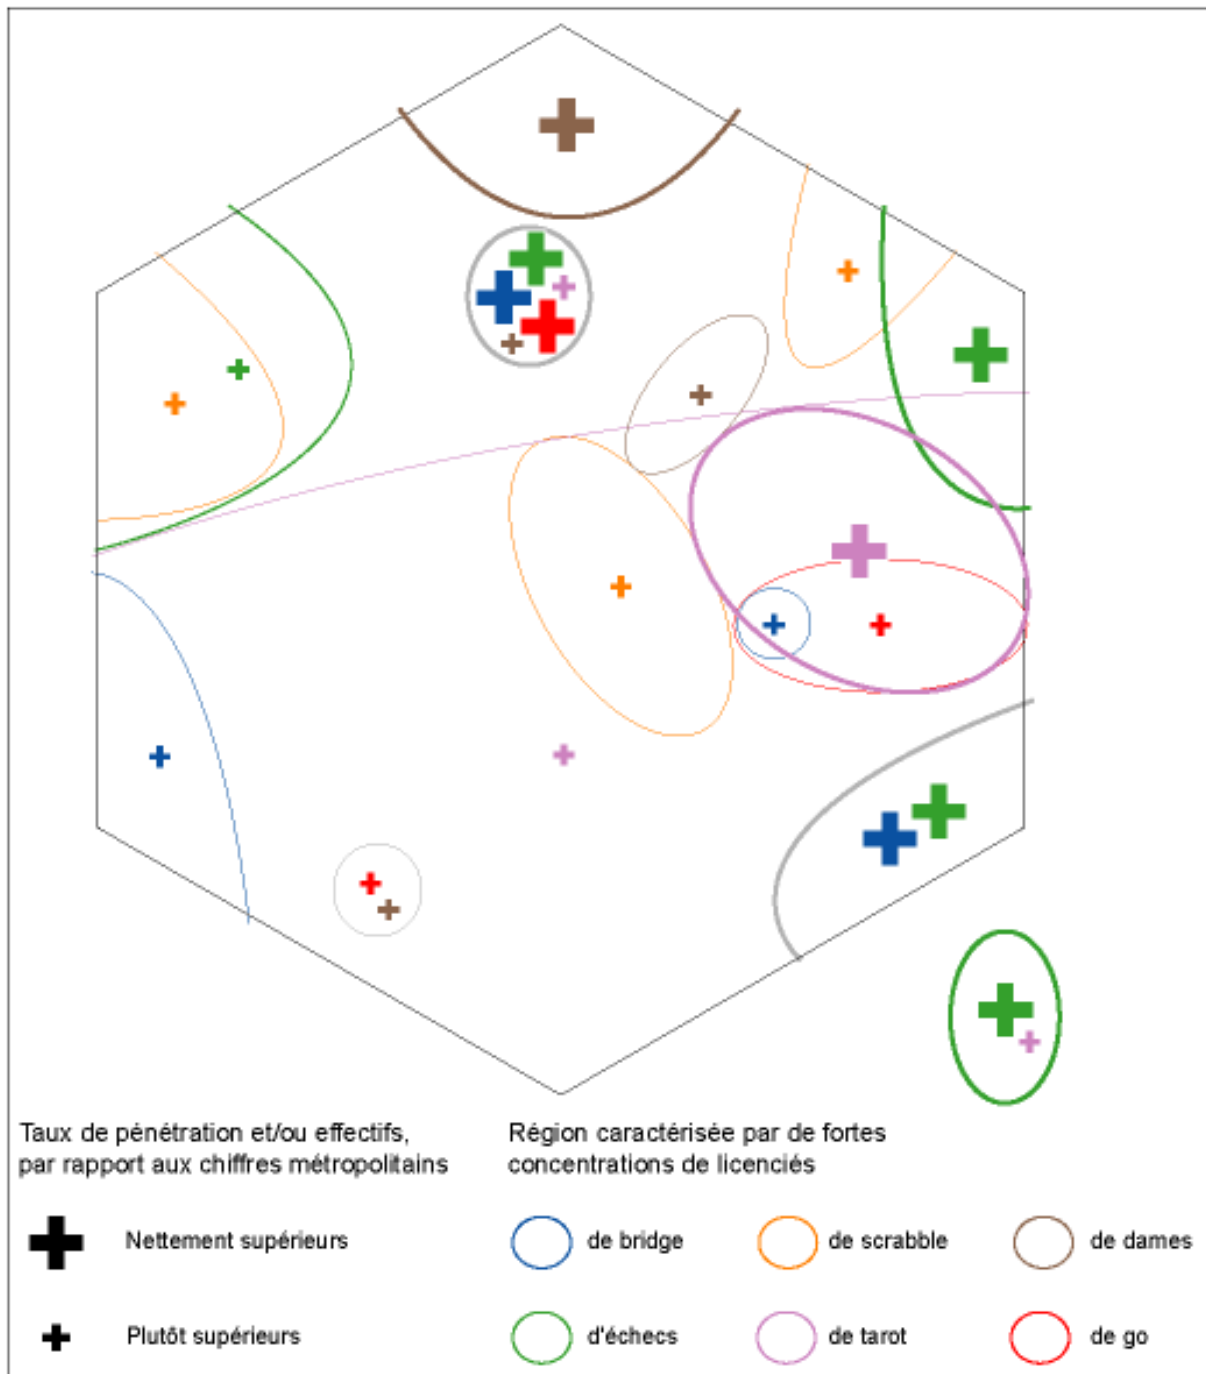 Taux de pénétration et/ou effectifs,
par rapport aux chiffres métropolitains
Nettement supérieurs
Plutôt supérieurs
Région caractérisée par de fortes
concentrations de licenciés
de bridge
de scrabble
de dames
d'échecs
de tarot
de go